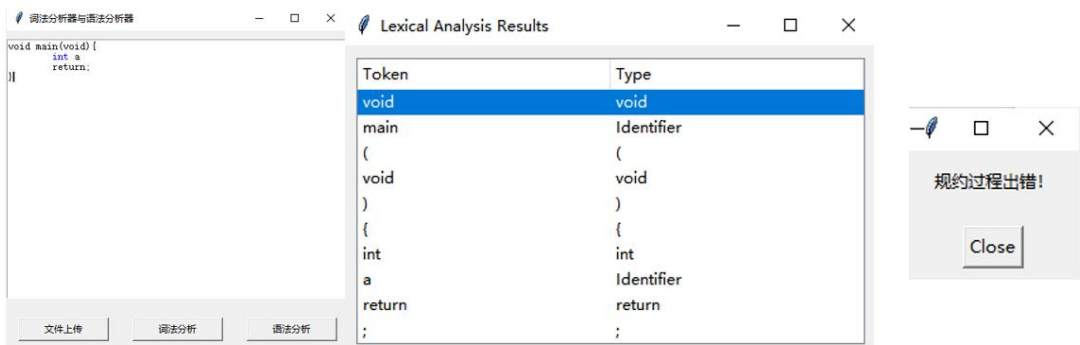 词法分析器与语法分析器
void main(void){
int a
return;
}
文件上传
词法分析
语法分析
Lexical Analysis Results
Token Type
void void
main Identifier
( (
void void
) )
{ {
int int
a Identifier
return return
; ;
规约过程出错!
Close